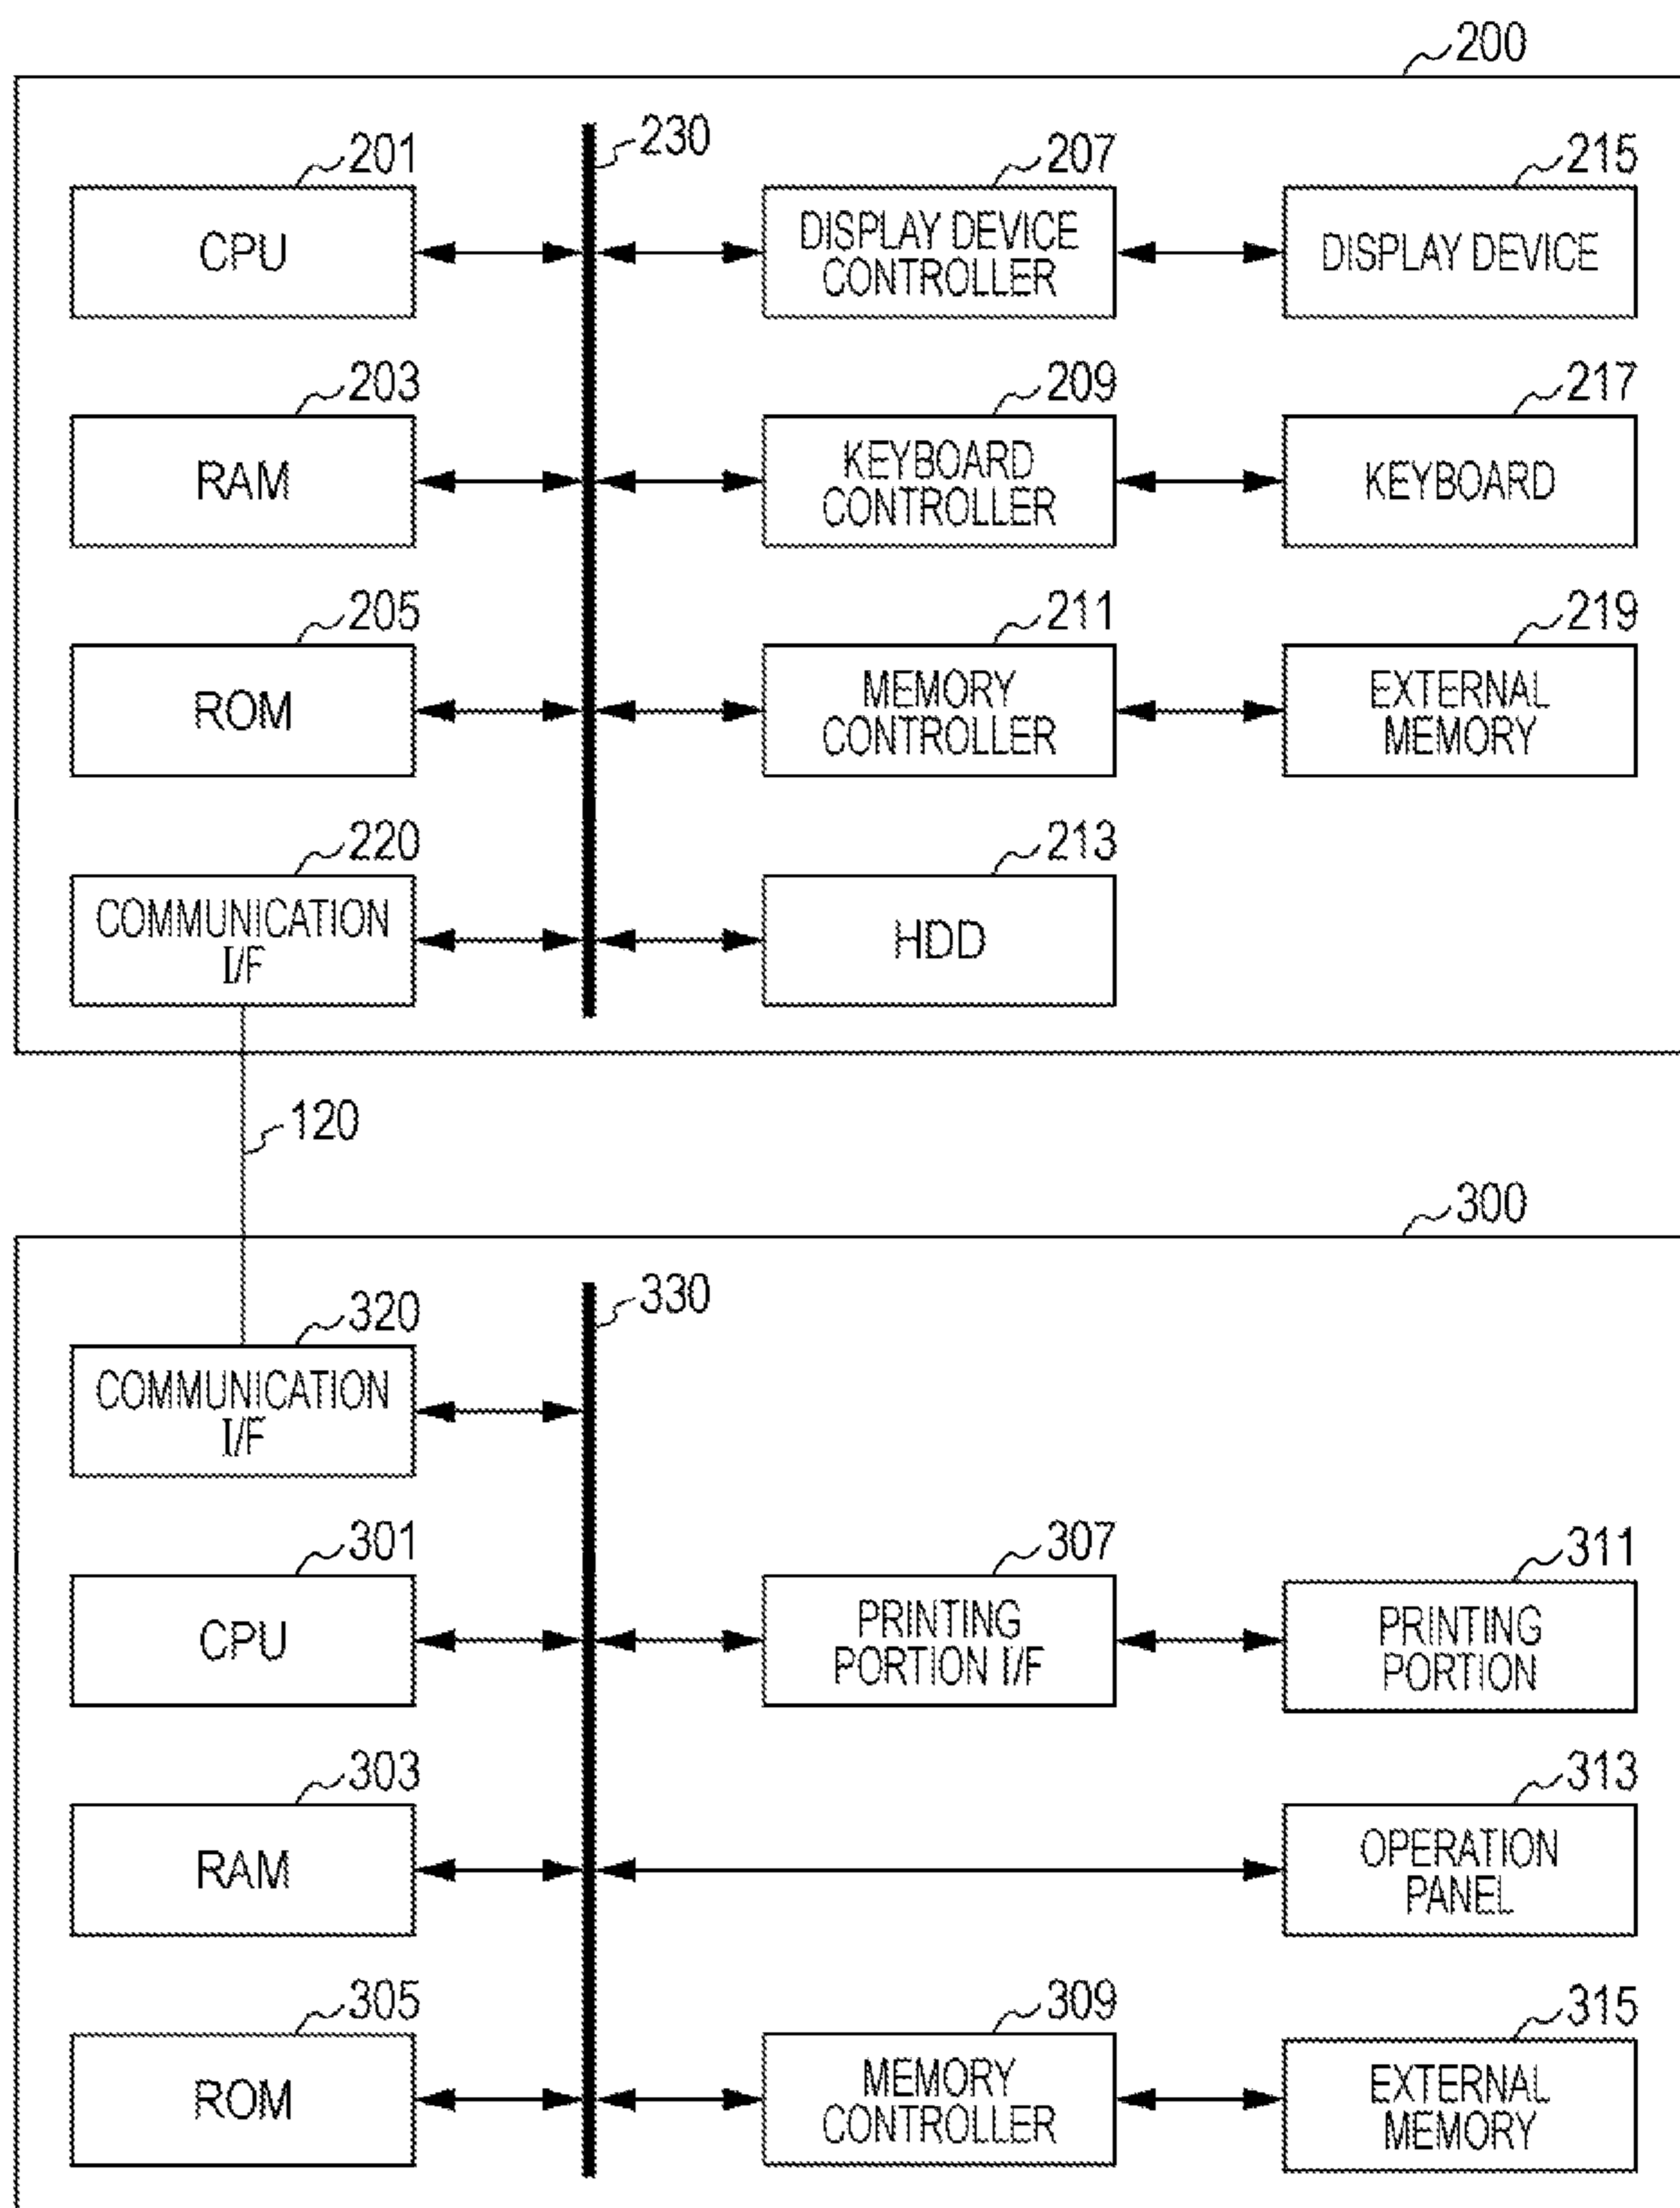 200
201
230
207
215
CPU
DISPLAY DEVICE
CONTROLLER
DISPLAY DEVICE
203
209
217
RAM
KEYBOARD
CONTROLLER
KEYBOARD
205
211
219
ROM
MEMORY
CONTROLLER
EXTERNAL
MEMORY
220
213
COMMUNICATION
I/F
HDD
120
300
320
330
COMMUNICATION
I/F
301
307
311
CPU
PRINTING
PORTION I/F
PRINTING
PORTION
303
313
RAM
OPERATION
PANEL
305
309
315
ROM
MEMORY
CONTROLLER
EXTERNAL
MEMORY